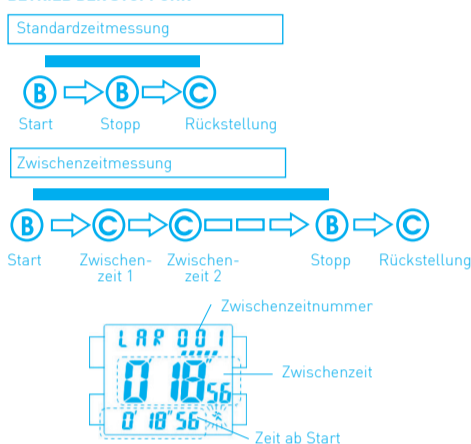 Standardzeitmessung
B B C
Start Stopp Rückstellung
Zwischenzeitmessung
B C C B C
Start Zwischen- Zwischen- Stopp Rückstellung
zeit 1 zeit 2
Zwischenzeitnummer
LAP 001
0' 18" 56
Zwischenzeit
0' 18" 56
Zeit ab Start